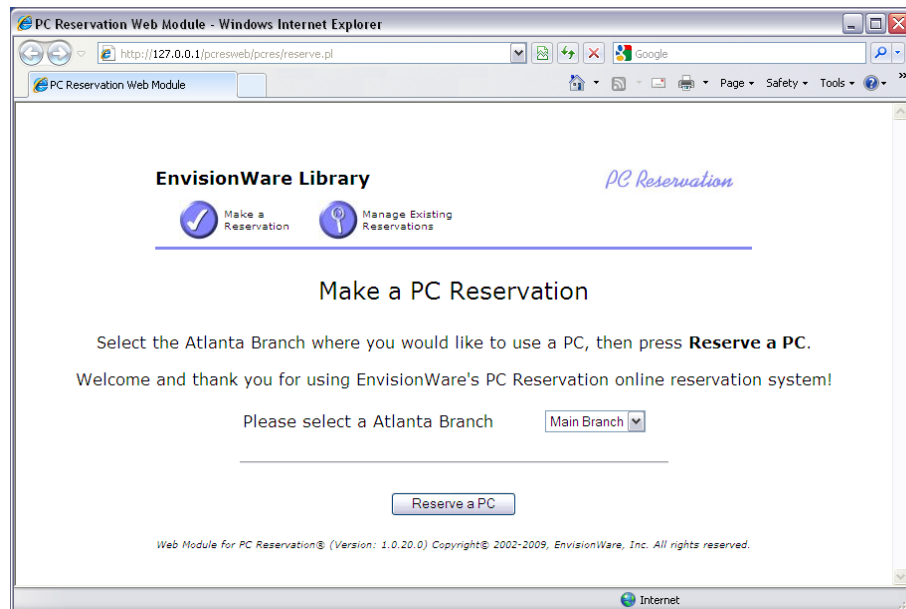 PC Reservation Web Module - Windows Internet Explorer
http://127.0.0.1/pcresweb/pcres/reserve.pl
Google
PC Reservation Web Module
Page
Safety
Tools
»
EnvisionWare Library
PC Reservation
Make a
Reservation
Manage Existing
Reservations
Make a PC Reservation
Select the Atlanta Branch where you would like to use a PC, then press Reserve a PC.
Welcome and thank you for using EnvisionWare's PC Reservation online reservation system!
Please select a Atlanta Branch
Main Branch
Reserve a PC
Web Module for PC Reservation® (Version: 1.0.20.0) Copyright© 2002-2009, EnvisionWare, Inc. All rights reserved.
Internet